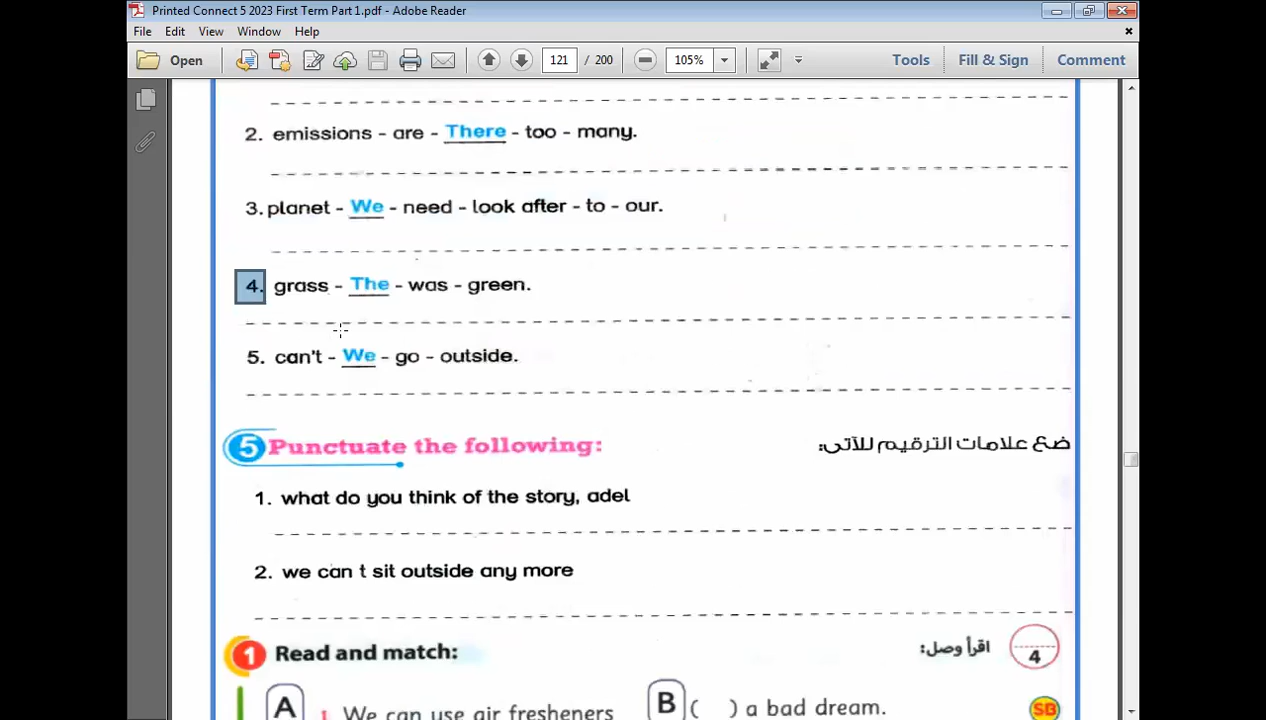 Printed Connect 5 2023 First Term Part 1.pdf - Adobe Reader
File Edit View Window Help
Open 121 / 200 105% Tools Fill & Sign Comment
2. emissions - are - There - too - many.
3. planet - We - need - look after - to - our.
4. grass - The - was - green.
5. can't - We - go - outside.
5 Punctuate the following: ضع علامات الترقيم للآتى:
1. what do you think of the story, adel
2. we can t sit outside any more
1 Read and match: اقرأ وصل: 4
A 1. We can use air fresheners B ( ) a bad dream. SB